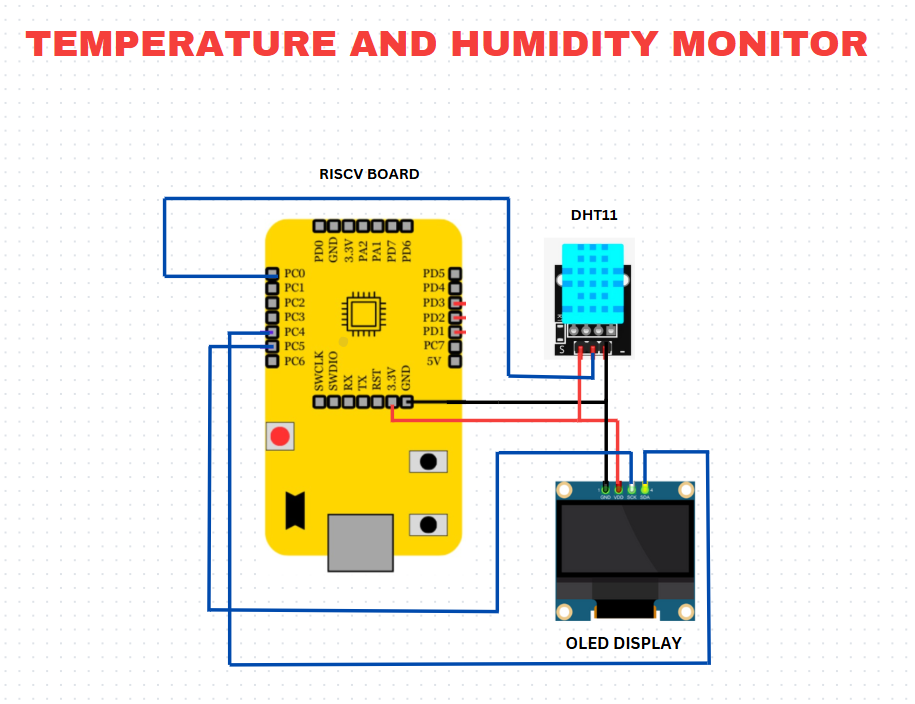 TEMPERATURE AND HUMIDITY MONITOR
RISCV BOARD
DHT11
PD0
GND
3.3V
PA2
PA1
PD7
PD6
PC0
PC1
PC2
PC3
PC4
PC5
PC6
PD5
PD4
PD3
PD2
PD1
PC7
5V
SWCLK
SWDIO
RX
TX
RST
3.3V
GND
S
-
GND VDD SCK SDA
OLED DISPLAY